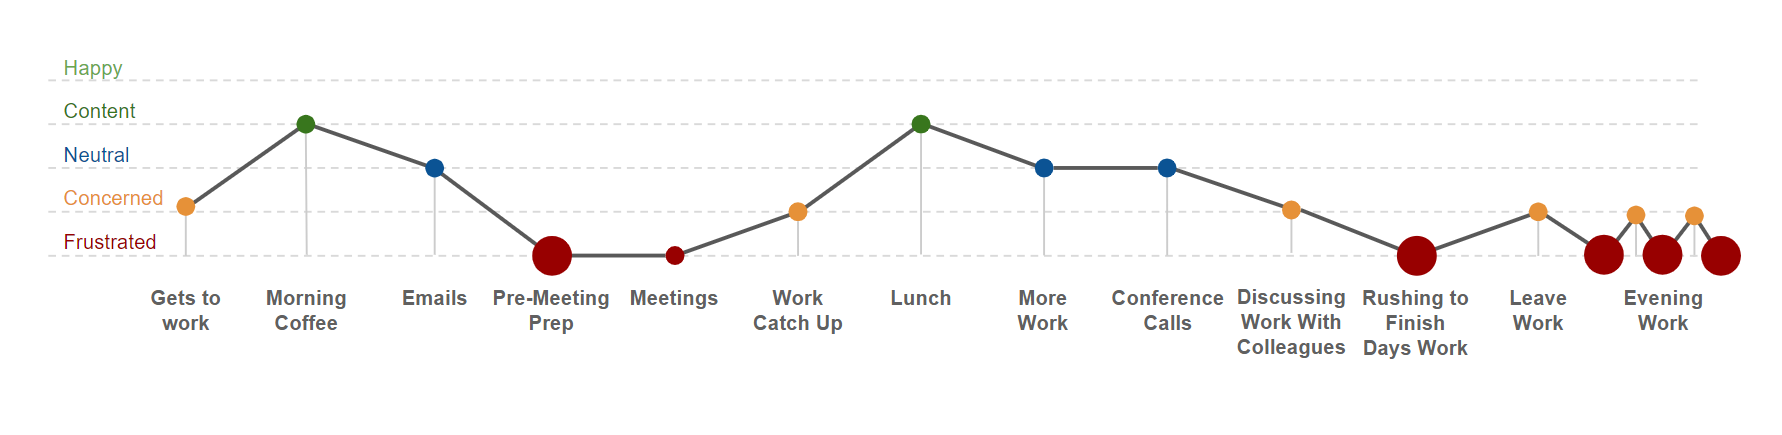 Happy
Content
Neutral
Concerned
Frustrated
Gets to
work
Morning
Coffee
Emails
Pre-Meeting
Prep
Meetings
Work
Catch Up
Lunch
More
Work
Conference
Calls
Discussing
Work With
Colleagues
Rushing to
Finish
Days Work
Leave
Work
Evening
Work